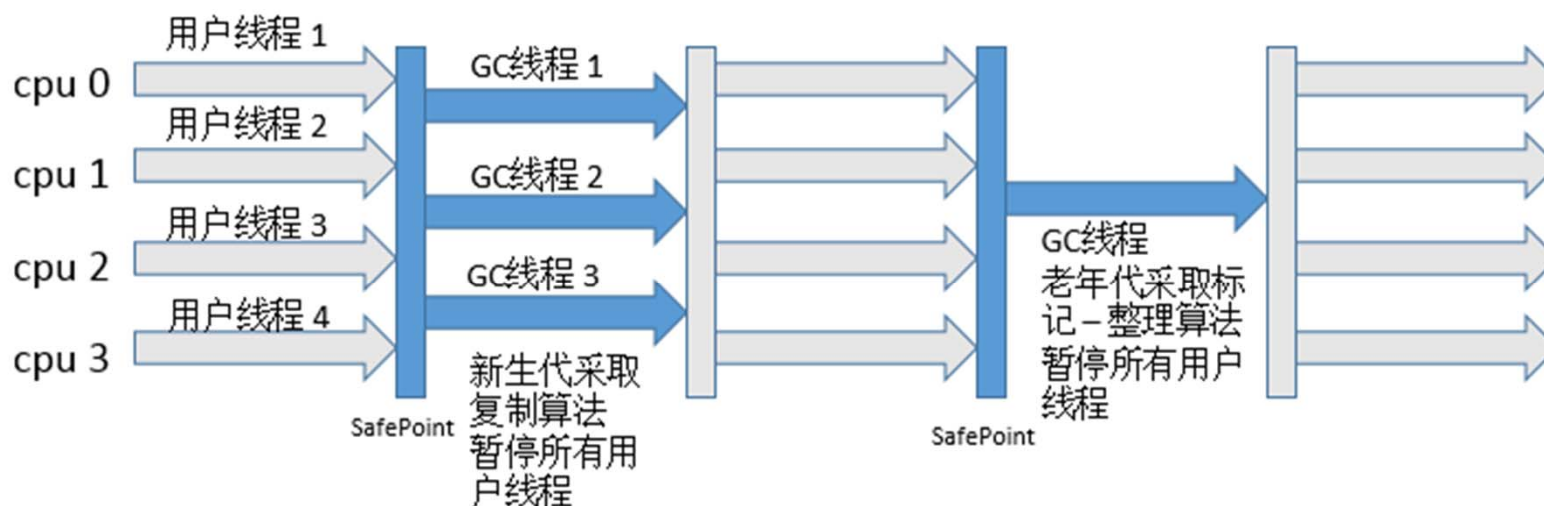 用户线程 1
cpu 0
GC线程 1
用户线程 2
cpu 1
GC线程 2
用户线程 3
cpu 2
GC线程 3
用户线程 4
cpu 3
SafePoint
新生代采取
复制算法
暂停所有用
户线程
GC线程
老年代采取标
记–整理算法
暂停所有用户
线程
SafePoint